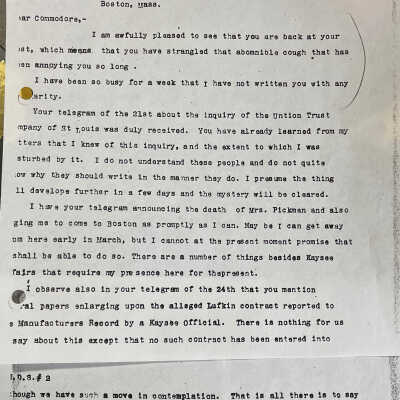 Boston, Mass.
ear Commodore,-
I am awfully pleased to see that you are back at your
st, which means that you have strangled that abomnible cough that has
en annoying you so long .
I have been so busy for a week that I have not written you with any
arity.
Your telegram of the 21st about the inquiry of the Untion Trust
mpany of St Louis was duly received. You have already learned from my
tters that I knew of this inquiry, and the extent to which I was
sturbed by it. I do not understand these people and do not quite
ow why they should write in the manner they do. I presume the thing
ll develope further in a few days and the mystery will be cleared.
I have your telegram announcing the death of Mrs. Pickman and also
ging me to come to Boston as promptly as I can. May be I can get away
om here early in March, but I cannot at the present moment promise that
shall be able to do so. There are a number of things besides Kaysee
fairs that require my presence here for thepresent.
I observe also in your telegram of the 24th that you mention
ral papers enlarging upon the alleged Lufkin contract reported to
e Manufacturers Record by a Kaysee Official. There is nothing for us
say about this except that no such contract has been entered into
.D.S.# 2
hough we have such a move in contemplation. That is all there is to say